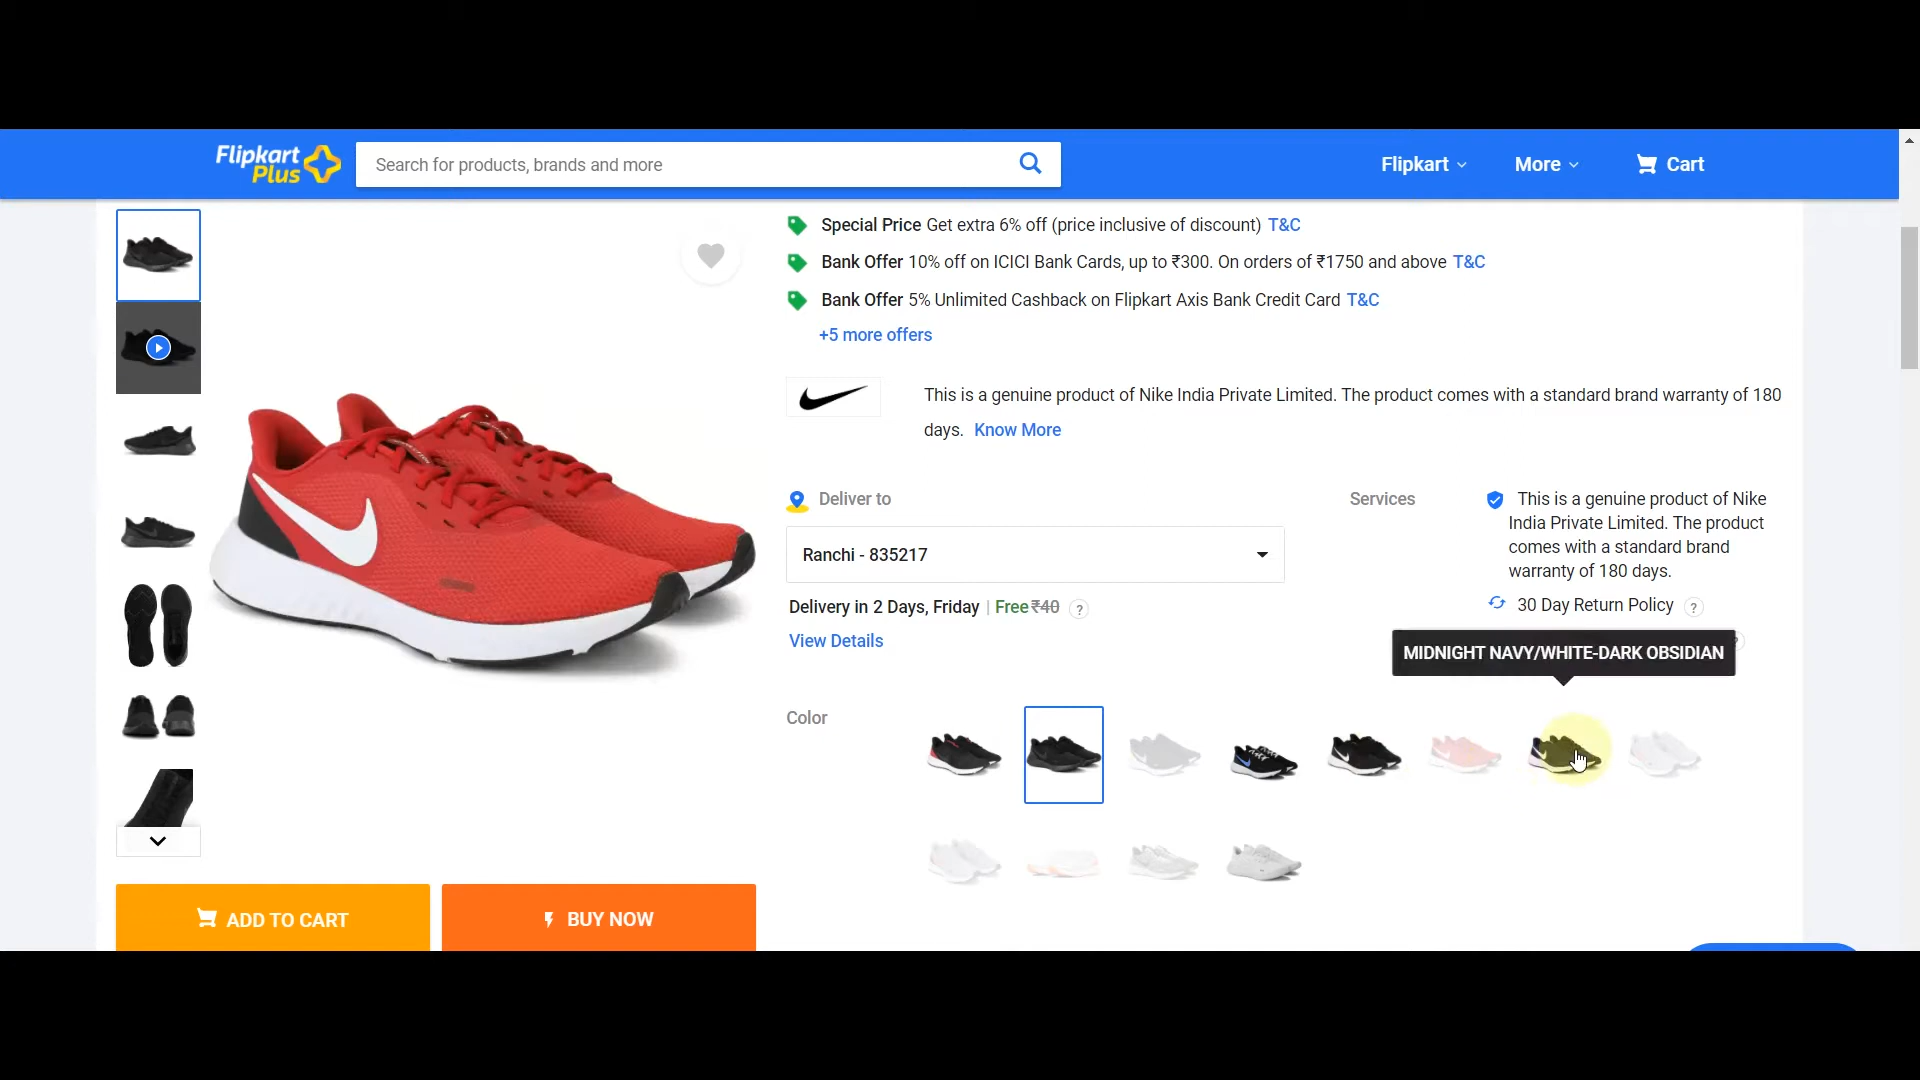 Flipkart
Plus
Search for products, brands and more
Flipkart
More
Cart
Special Price Get extra 6% off (price inclusive of discount) T&C
Bank Offer 10% off on ICICI Bank Cards, up to ₹300. On orders of ₹1750 and above T&C
Bank Offer 5% Unlimited Cashback on Flipkart Axis Bank Credit Card T&C
+5 more offers
This is a genuine product of Nike India Private Limited. The product comes with a standard brand warranty of 180
days. Know More
Deliver to
Ranchi - 835217
Delivery in 2 Days, Friday | Free ₹40 ?
View Details
Services
This is a genuine product of Nike
India Private Limited. The product
comes with a standard brand
warranty of 180 days.
30 Day Return Policy ?
MIDNIGHT NAVY/WHITE-DARK OBSIDIAN
Color
ADD TO CART
BUY NOW